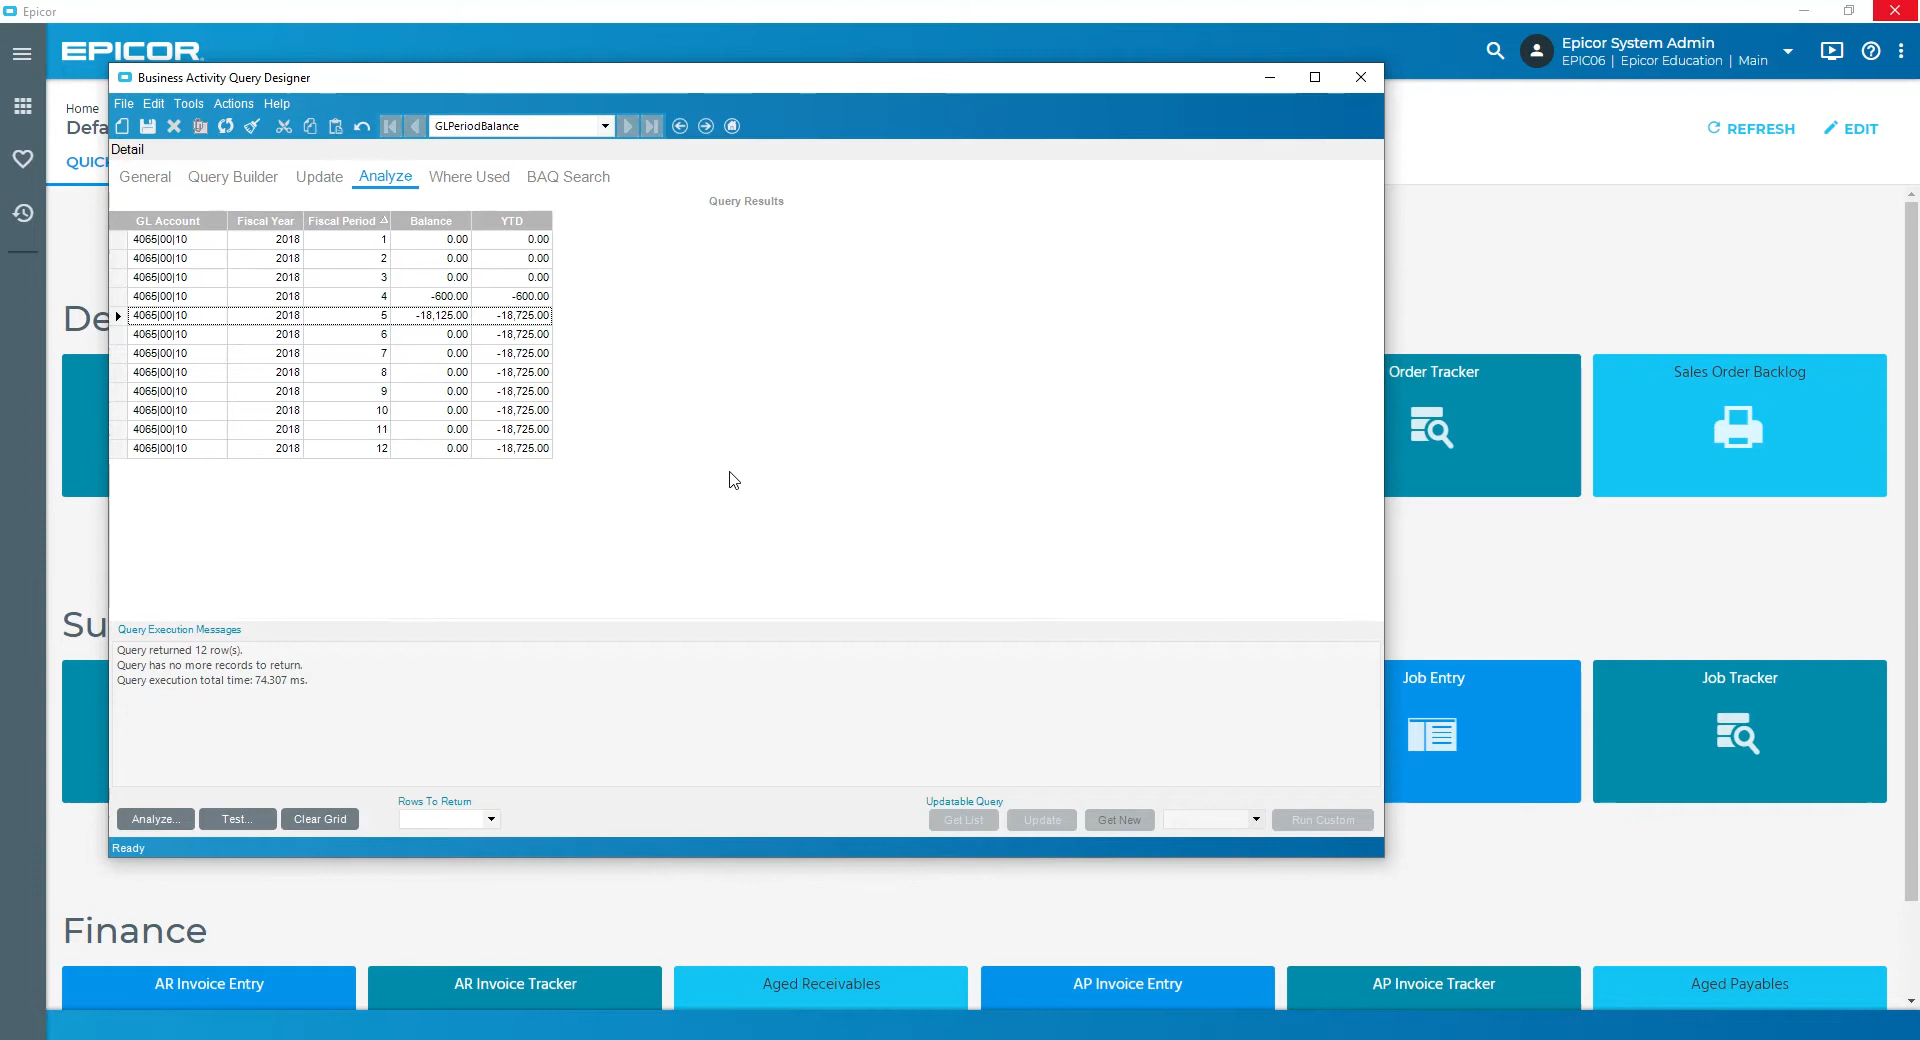 Epicor
EPICOR
Epicor System Admin
EPIC06 | Epicor Education | Main
Home
Defa
QUICK
REFRESH
EDIT
Business Activity Query Designer
File Edit Tools Actions Help
GLPeriodBalance
Detail
General Query Builder Update Analyze Where Used BAQ Search
Query Results
GL Account Fiscal Year Fiscal Period Balance YTD
4065|00|10 2018 1 0.00 0.00
4065|00|10 2018 2 0.00 0.00
4065|00|10 2018 3 0.00 0.00
4065|00|10 2018 4 -600.00 -600.00
4065|00|10 2018 5 -18,125.00 -18,725.00
4065|00|10 2018 6 0.00 -18,725.00
4065|00|10 2018 7 0.00 -18,725.00
4065|00|10 2018 8 0.00 -18,725.00
4065|00|10 2018 9 0.00 -18,725.00
4065|00|10 2018 10 0.00 -18,725.00
4065|00|10 2018 11 0.00 -18,725.00
4065|00|10 2018 12 0.00 -18,725.00
Query Execution Messages
Query returned 12 row(s).
Query has no more records to return.
Query execution total time: 74.307 ms.
Rows To Return
Updatable Query
Analyze... Test... Clear Grid
Get List Update Get New Run Custom
Ready
De
Order Tracker
Sales Order Backlog
Su
Job Entry
Job Tracker
Finance
AR Invoice Entry
AR Invoice Tracker
Aged Receivables
AP Invoice Entry
AP Invoice Tracker
Aged Payables